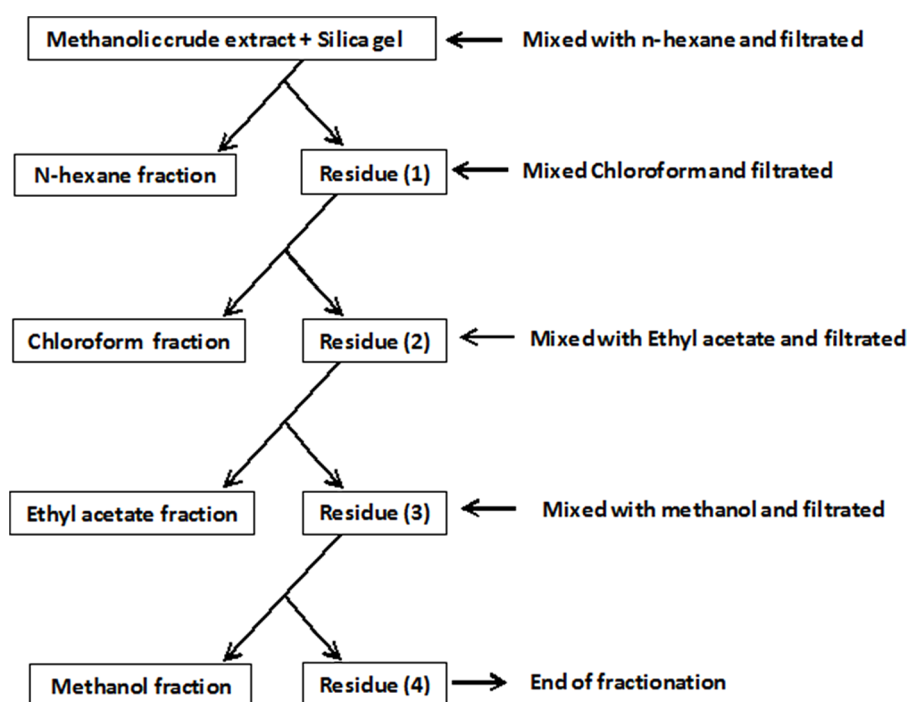 Methanolic crude extract + Silica gel
Mixed with n-hexane and filtrated
N-hexane fraction
Residue (1)
Mixed Chloroform and filtrated
Chloroform fraction
Residue (2)
Mixed with Ethyl acetate and filtrated
Ethyl acetate fraction
Residue (3)
Mixed with methanol and filtrated
Methanol fraction
Residue (4)
End of fractionation